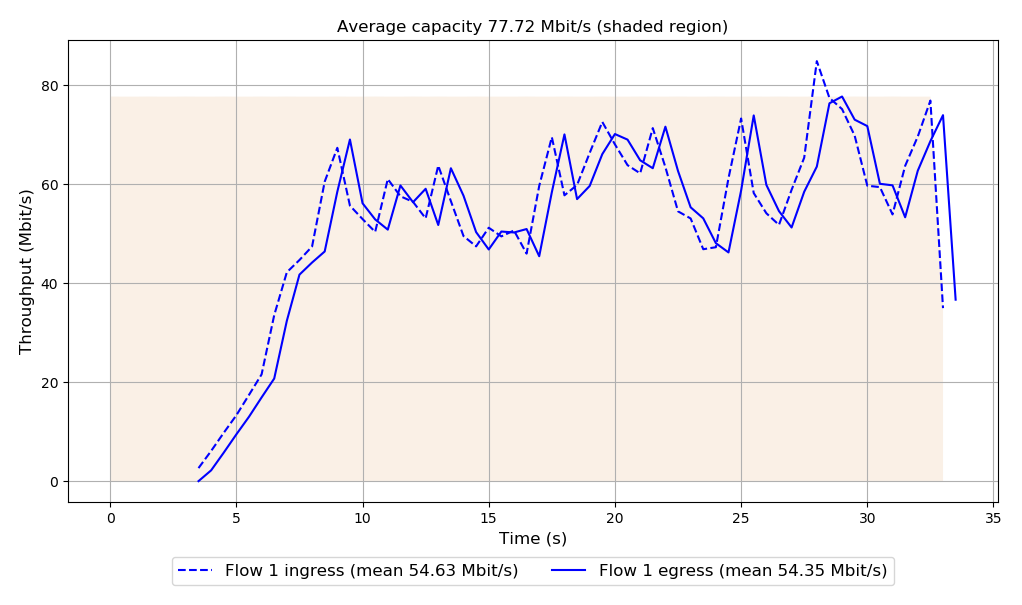 Average capacity 77.72 Mbit/s (shaded region)
Throughput (Mbit/s)
80
60
40
20
0
0 5 10 15 20 25 30 35
Time (s)
Flow 1 ingress (mean 54.63 Mbit/s) Flow 1 egress (mean 54.35 Mbit/s)